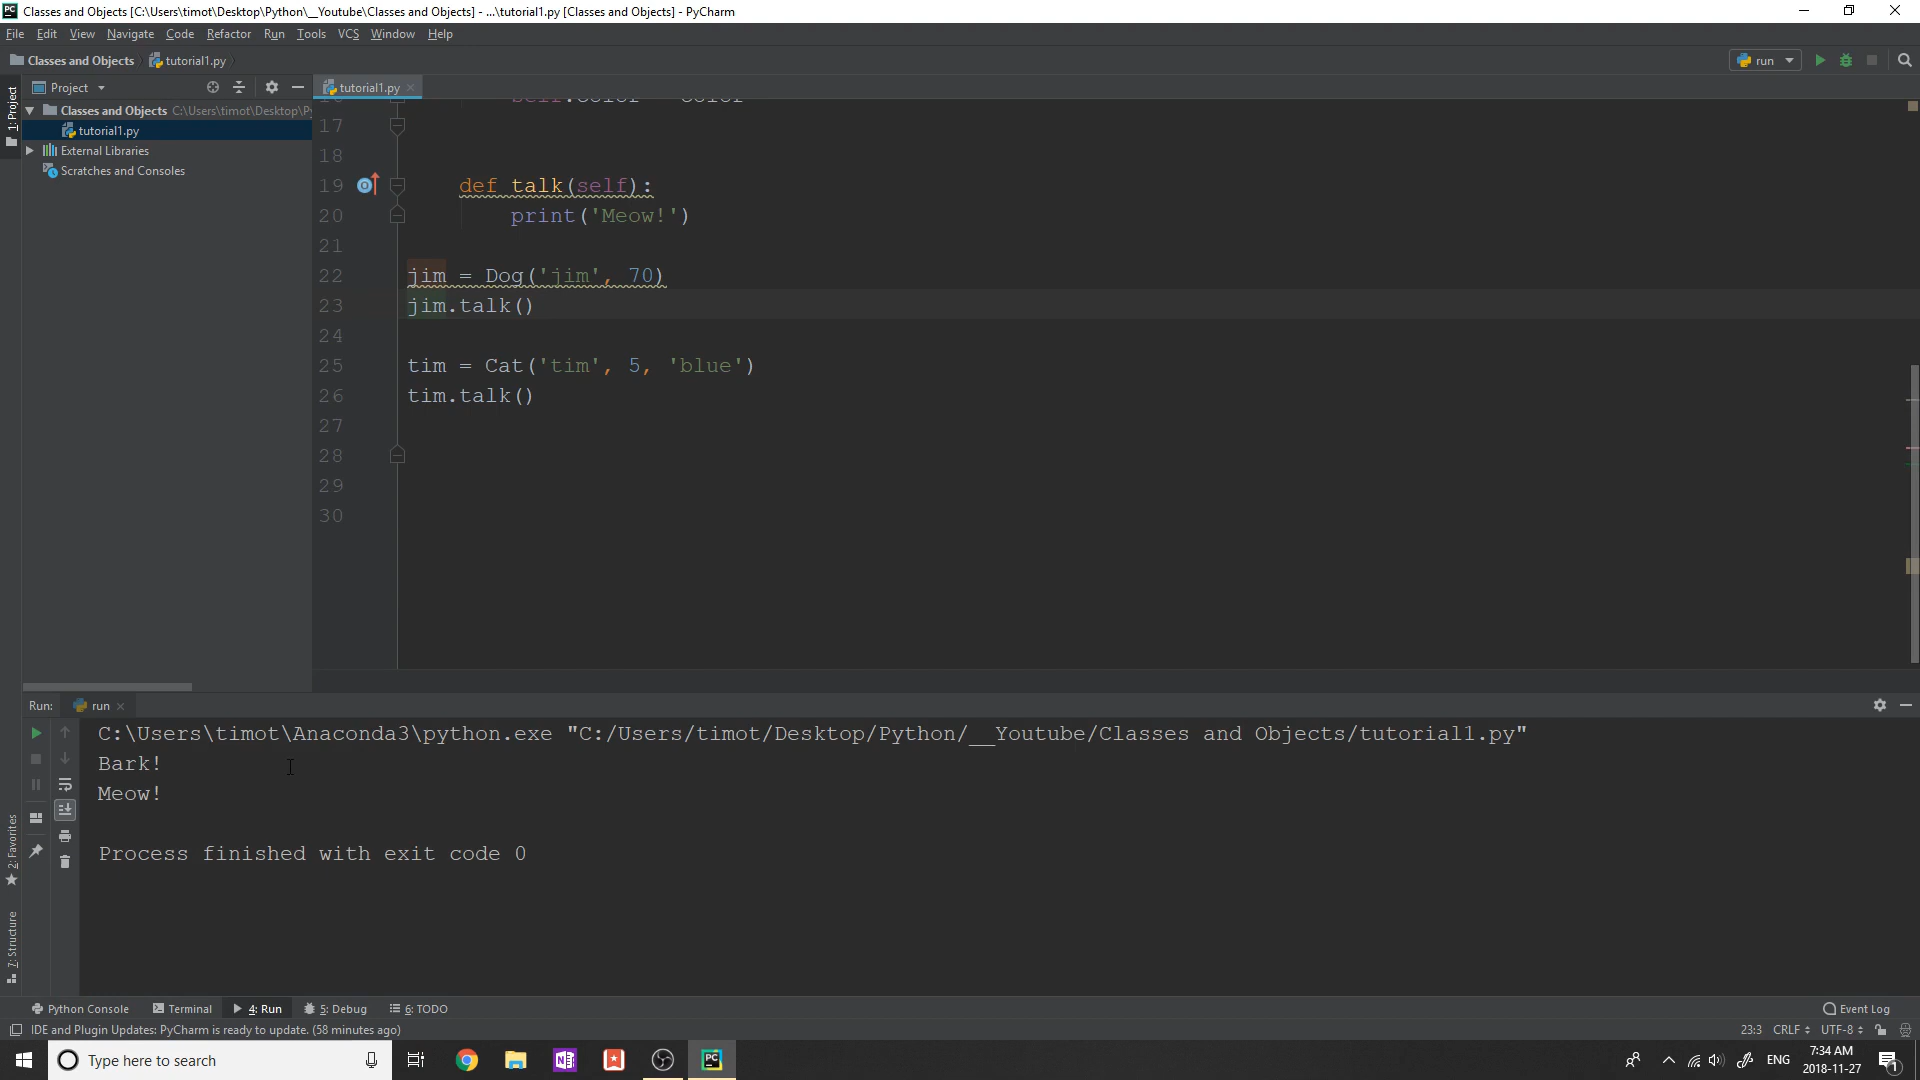 Classes and Objects [C:\Users\timot\Desktop\Python\__Youtube\Classes and Objects] - ...\tutorial1.py [Classes and Objects] - PyCharm
File Edit View Navigate Code Refactor Run Tools VCS Window Help
Classes and Objects tutorial1.py run
Project tutorial1.py
1: Project
Classes and Objects C:\Users\timot\Desktop\P
tutorial1.py
External Libraries
Scratches and Consoles
17
18
19 def talk(self):
20 print('Meow!')
21
22 jim = Dog('jim', 70)
23 jim.talk()
24
25 tim = Cat('tim', 5, 'blue')
26 tim.talk()
27
28
29
30
Run: run
C:\Users\timot\Anaconda3\python.exe "C:/Users/timot/Desktop/Python/__Youtube/Classes and Objects/tutorial1.py"
Bark!
Meow!
Process finished with exit code 0
2: Favorites
7: Structure
Python Console Terminal 4: Run 5: Debug 6: TODO Event Log
IDE and Plugin Updates: PyCharm is ready to update. (58 minutes ago) 23:3 CRLF UTF-8
Type here to search ENG 7:34 AM
2018-11-27